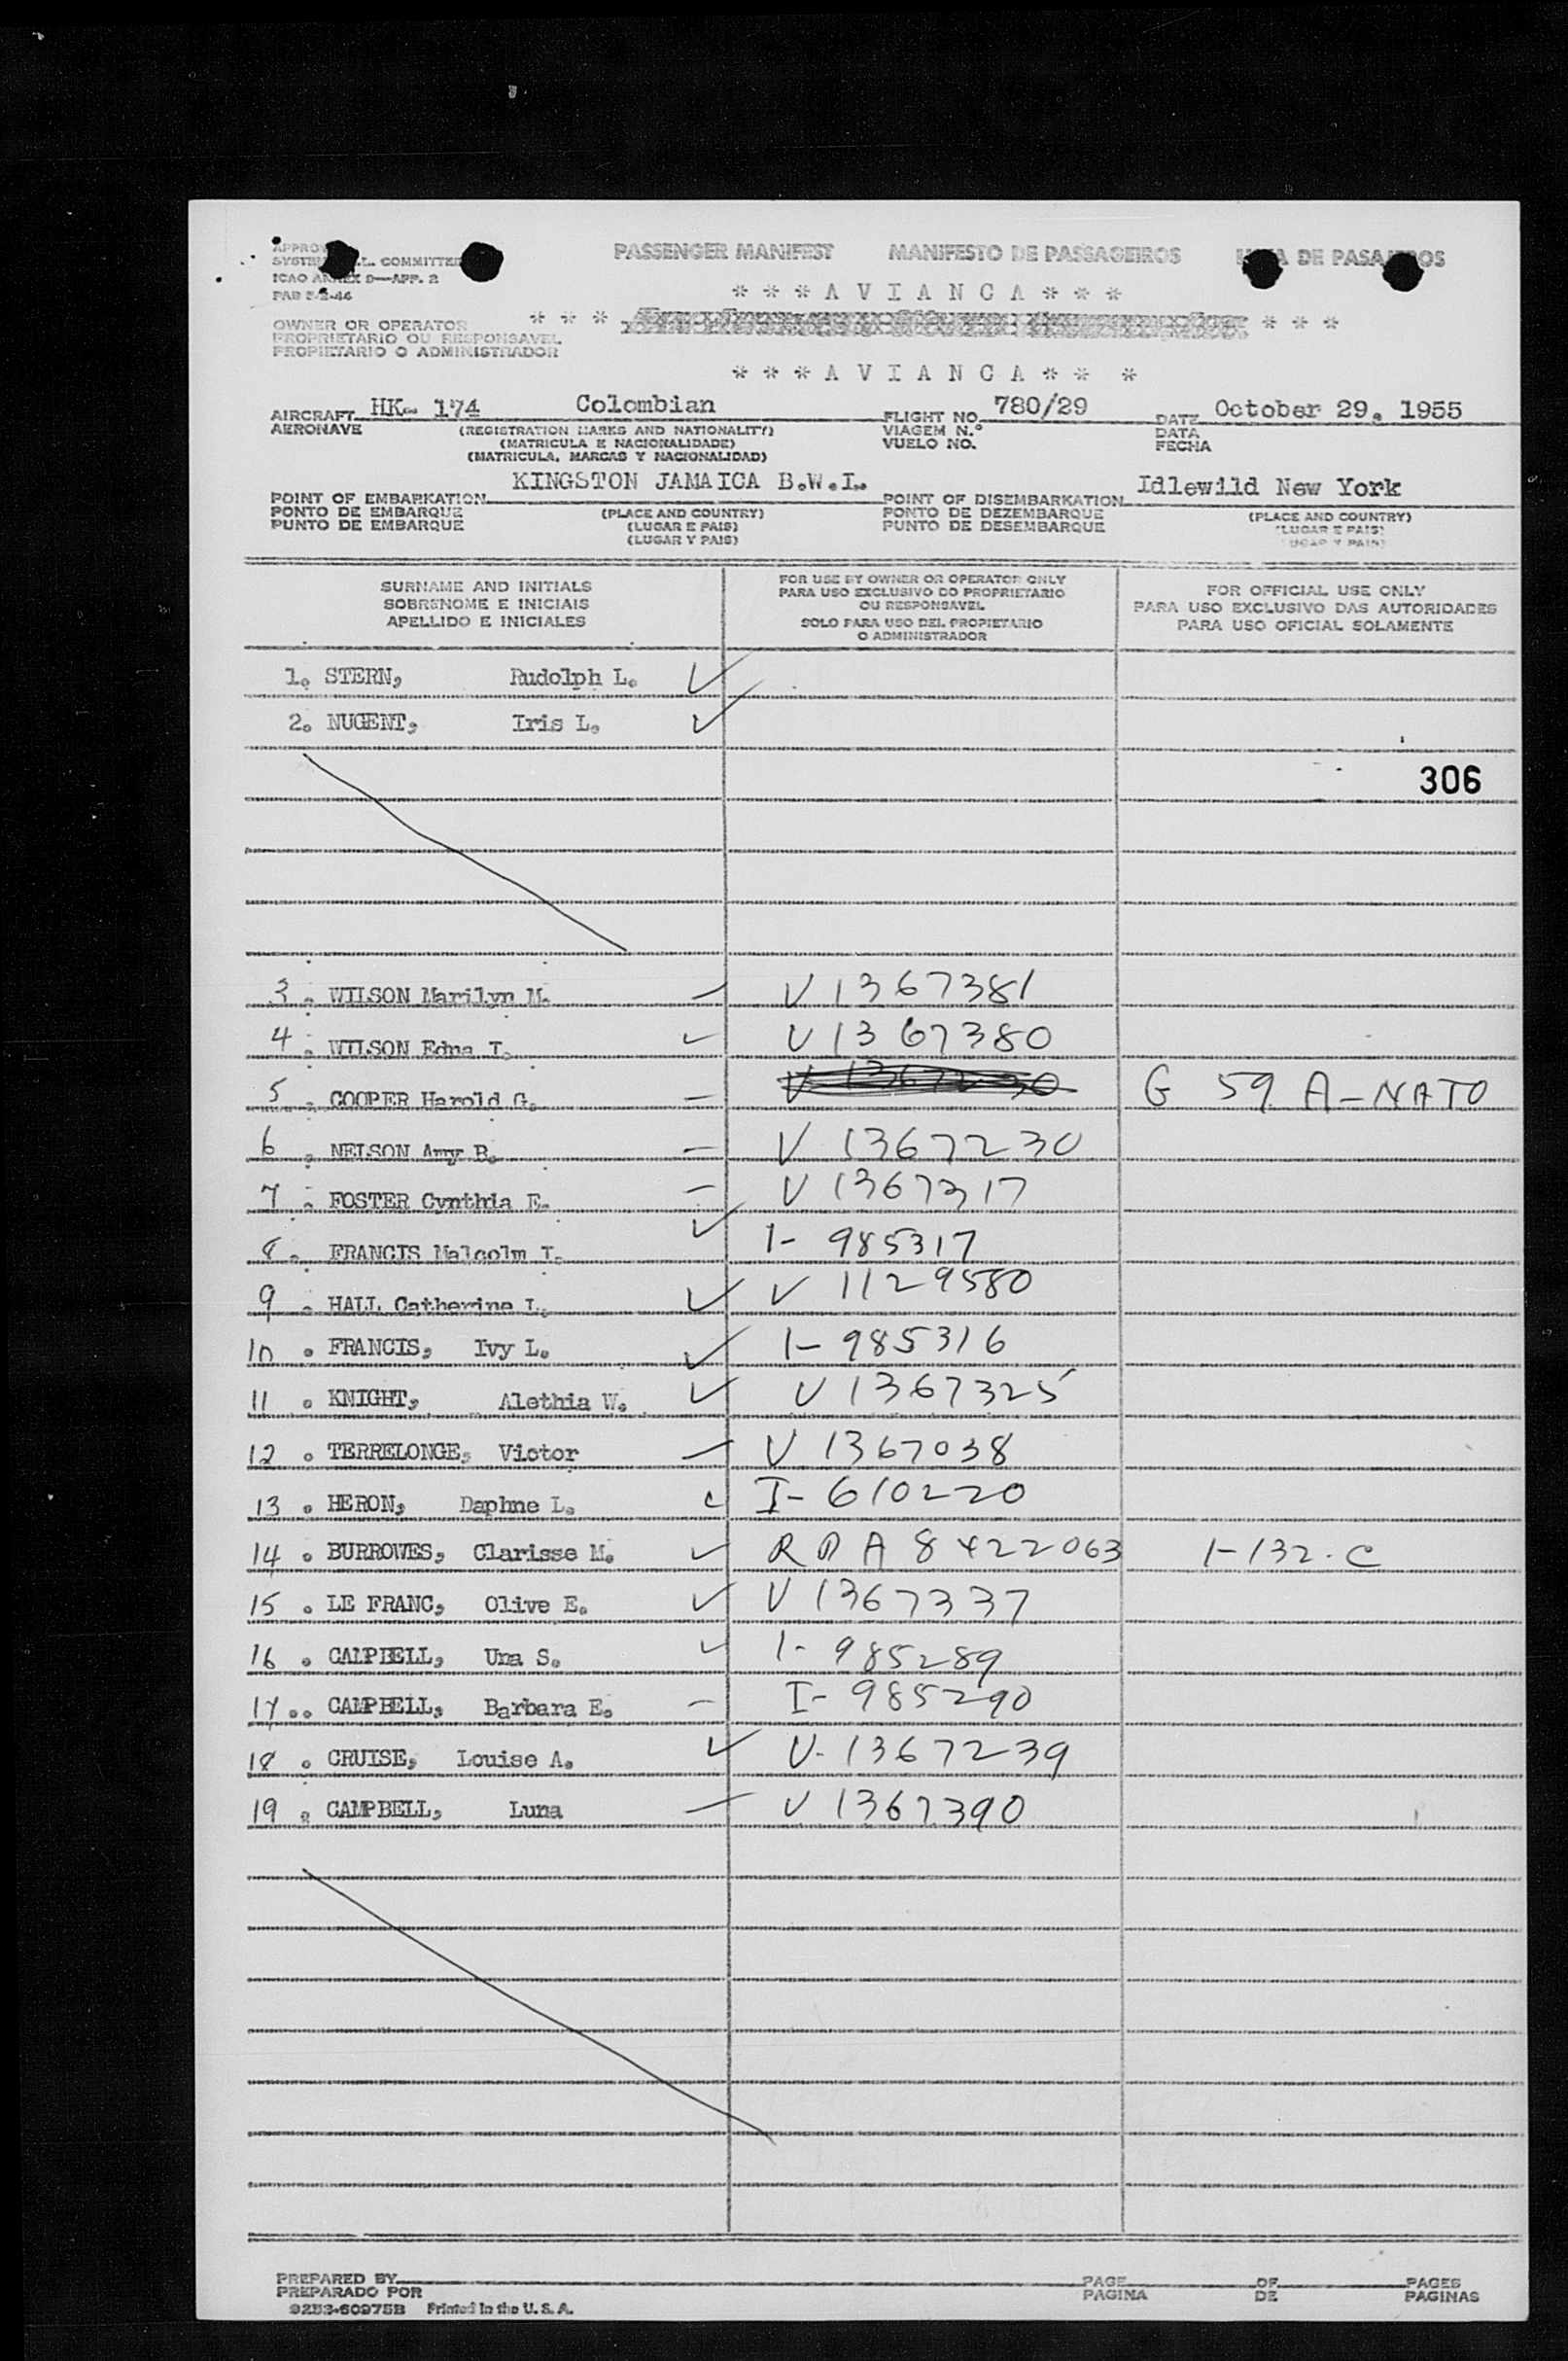 PASSENGER MANIFEST MANIFESTO DE PASSAGEIROS DE
COMMITTEE
ICAO ANNEX D—APP. 2
* * * A V I A N C A * * *
OWNER OR OPERATOR * * * * * *
PROPRIETARIO OU RESPONSAVEL
PROPIETARIO O ADMINISTRADOR
* * * A V I A N C A * * *
AIRCRAFT HK- 174 Colombian FLIGHT NO. 780/29 DATE October 29, 1955
AERONAVE (REGISTRATION MARKS AND NATIONALITY) VIAGEM N.º DATA
(MATRICULA E NACIONALIDADE) VUELO NO. FECHA
(MATRICULA, MARCAS Y NACIONALIDAD)
POINT OF EMBARKATION KINGSTON JAMAICA B.W.I. POINT OF DISEMBARKATION Idlewild New York
PONTO DE EMBARQUE (PLACE AND COUNTRY) PONTO DE DEZEMBARQUE (PLACE AND COUNTRY)
PUNTO DE EMBARQUE (LUGAR E PAIS) PUNTO DE DESEMBARQUE (LUGAR E PAIS)
(LUGAR Y PAIS) (LUGAR Y PAIS)
SURNAME AND INITIALS
SOBRENOME E INICIAIS
APELLIDO E INICIALES
FOR USE BY OWNER OR OPERATOR ONLY
PARA USO EXCLUSIVO DO PROPRIETARIO
OU RESPONSAVEL
SOLO PARA USO DEL PROPIETARIO
O ADMINISTRADOR
FOR OFFICIAL USE ONLY
PARA USO EXCLUSIVO DAS AUTORIDADES
PARA USO OFICIAL SOLAMENTE
1. STERN, Rudolph L. ✓
2. NUGENT, Iris L. ✓
306
3 . WILSON Marilyn M. – V 1367381
4 . WILSON Edna I. ✓ V 1367380
5 . COOPER Harold G. – V 1367230 G 59 A-NATO
6 . NELSON Amy B. – V 1367230
7 . FOSTER Cynthia E. – V 1367317
8 . FRANCIS Malcolm I. ✓ I- 985317
9 . HALL Catherine L. ✓ V 1129580
10 . FRANCIS, Ivy L. ✓ I- 985316
11 . KNIGHT, Alethia W. ✓ V 1367325
12 . TERRELONGE, Victor – V 1367038
13 . HERON, Daphne L. I- 610220
14 . BURROWES, Clarisse M. ✓ A 8422063 I-132.C
15 . LE FRANC, Olive E. ✓ V 1367337
16 . CAMPBELL, Una S. ✓ I- 985289
17 .. CAMPBELL, Barbara E. – I- 985290
18 . CRUISE, Louise A. ✓ V- 1367239
19 . CAMPBELL, Luna – V 1367390
PREPARED BY PAGE OF PAGES
PREPARADO POR PAGINA DE PAGINAS
9253-60975B Printed in the U. S. A.